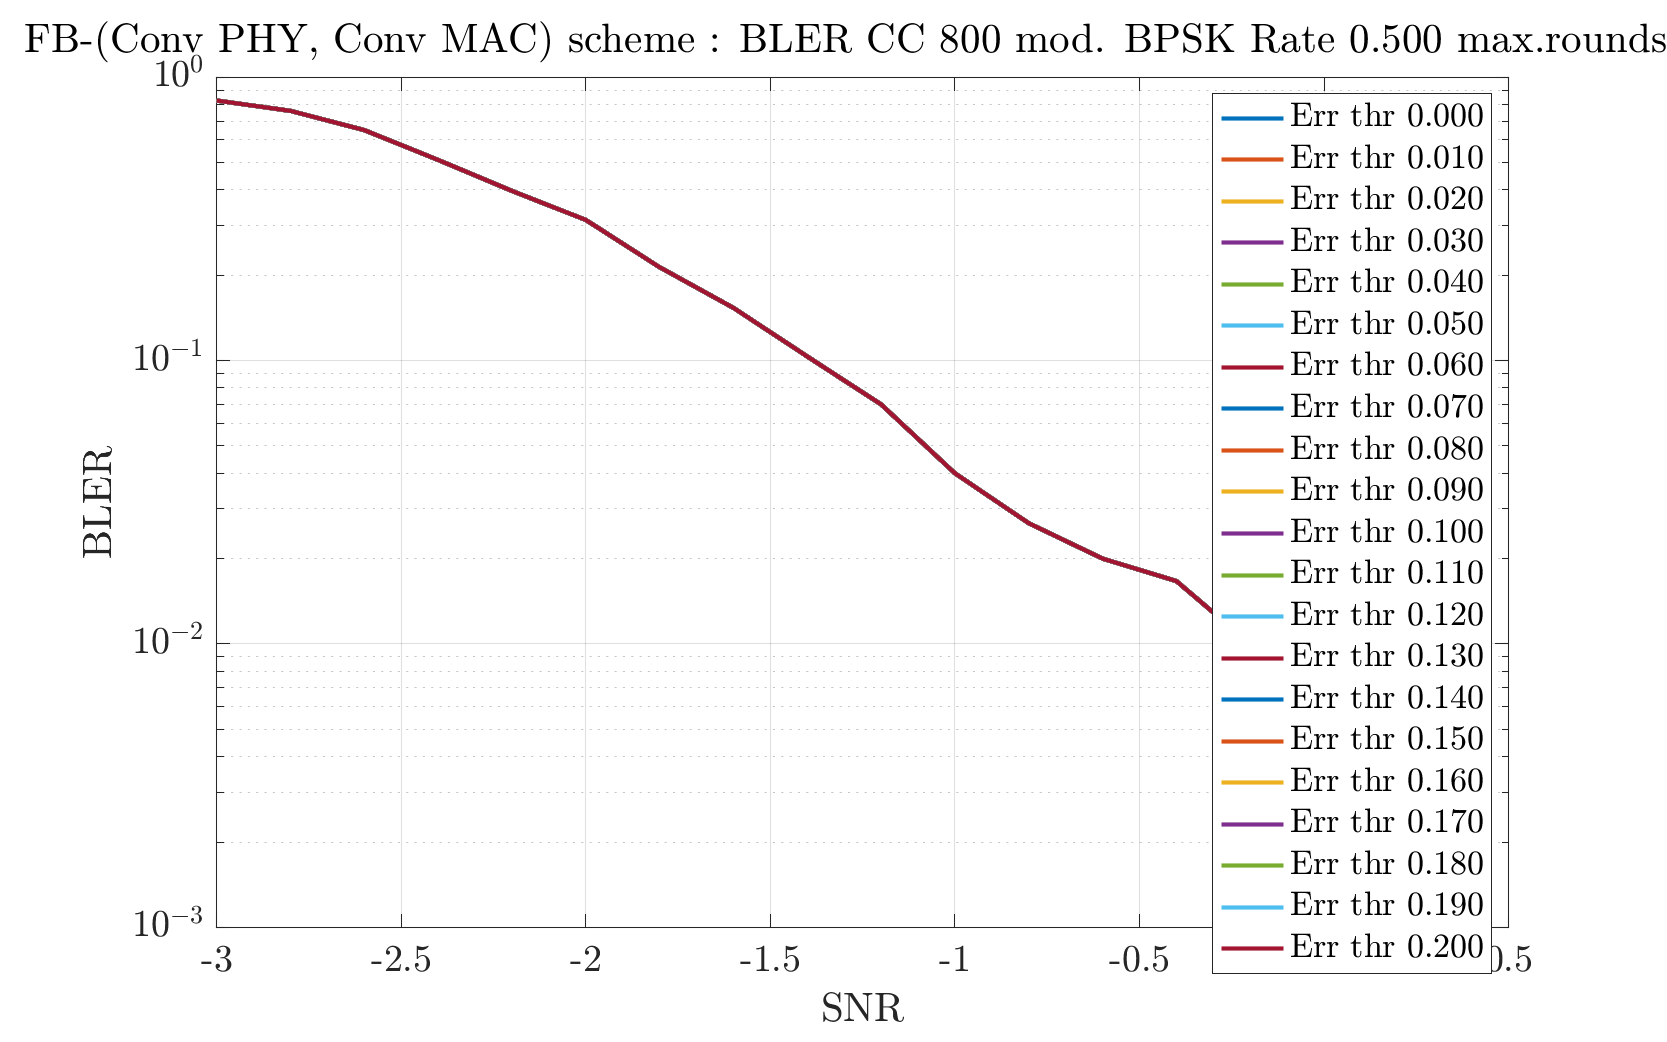 FB-(Conv PHY, Conv MAC) scheme : BLER CC 800 mod. BPSK Rate 0.500 max.rounds
10^0
10^-1
10^-2
10^-3
BLER
-3 -2.5 -2 -1.5 -1 -0.5 0.5
SNR
Err thr 0.000
Err thr 0.010
Err thr 0.020
Err thr 0.030
Err thr 0.040
Err thr 0.050
Err thr 0.060
Err thr 0.070
Err thr 0.080
Err thr 0.090
Err thr 0.100
Err thr 0.110
Err thr 0.120
Err thr 0.130
Err thr 0.140
Err thr 0.150
Err thr 0.160
Err thr 0.170
Err thr 0.180
Err thr 0.190
Err thr 0.200